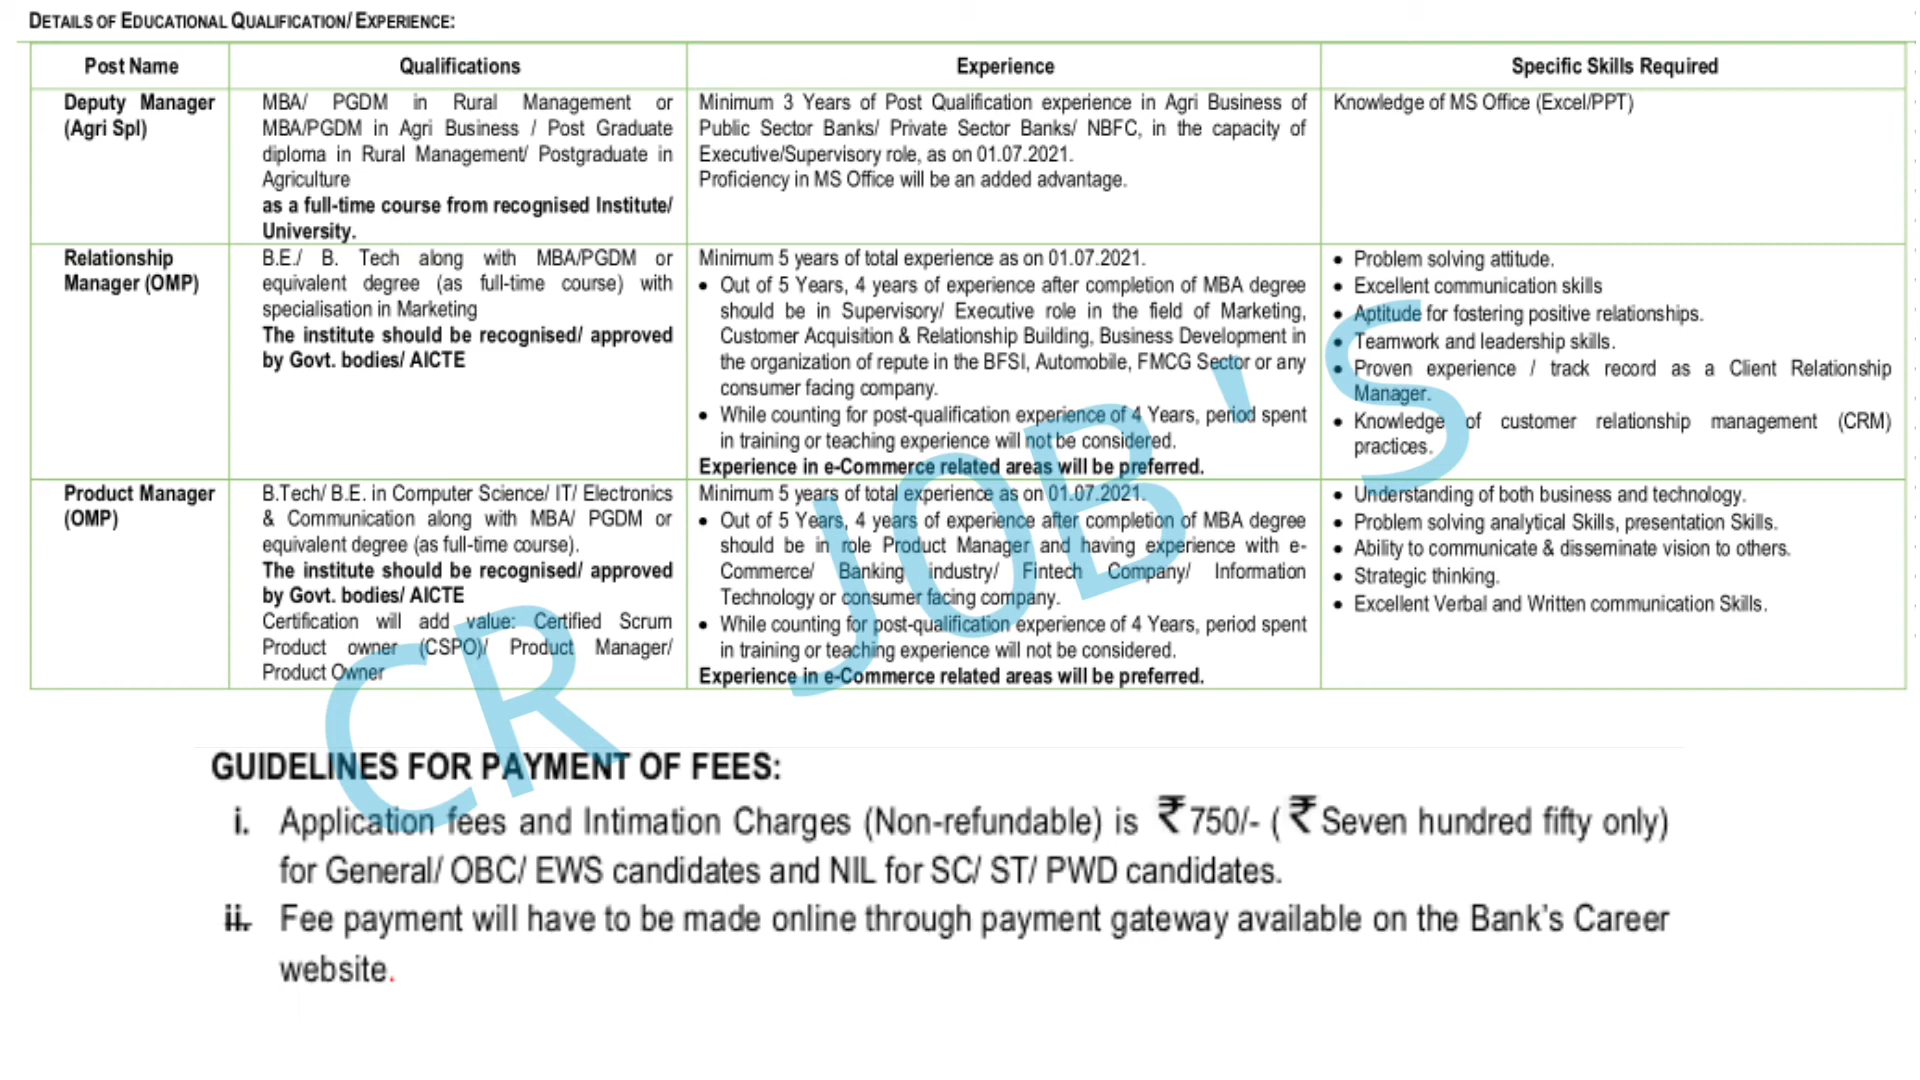 DETAILS OF EDUCATIONAL QUALIFICATION/ EXPERIENCE:
Post Name
Qualifications
Experience
Specific Skills Required
Deputy Manager
(Agri Spl)
MBA/ PGDM in Rural Management or
MBA/PGDM in Agri Business / Post Graduate
diploma in Rural Management/ Postgraduate in
Agriculture
as a full-time course from recognised Institute/
University.
Minimum 3 Years of Post Qualification experience in Agri Business of
Public Sector Banks/ Private Sector Banks/ NBFC, in the capacity of
Executive/Supervisory role, as on 01.07.2021.
Proficiency in MS Office will be an added advantage.
Knowledge of MS Office (Excel/PPT)
Relationship
Manager (OMP)
B.E./ B. Tech along with MBA/PGDM or
equivalent degree (as full-time course) with
specialisation in Marketing
The institute should be recognised/ approved
by Govt. bodies/ AICTE
Minimum 5 years of total experience as on 01.07.2021.
• Out of 5 Years, 4 years of experience after completion of MBA degree
should be in Supervisory/ Executive role in the field of Marketing,
Customer Acquisition & Relationship Building, Business Development in
the organization of repute in the BFSI, Automobile, FMCG Sector or any
consumer facing company.
• While counting for post-qualification experience of 4 Years, period spent
in training or teaching experience will not be considered.
Experience in e-Commerce related areas will be preferred.
• Problem solving attitude.
• Excellent communication skills
• Aptitude for fostering positive relationships.
• Teamwork and leadership skills.
• Proven experience / track record as a Client Relationship
Manager.
• Knowledge of customer relationship management (CRM)
practices.
Product Manager
(OMP)
B.Tech/ B.E. in Computer Science/ IT/ Electronics
& Communication along with MBA/ PGDM or
equivalent degree (as full-time course).
The institute should be recognised/ approved
by Govt. bodies/ AICTE
Certification will add value: Certified Scrum
Product owner (CSPO)/ Product Manager/
Product Owner
Minimum 5 years of total experience as on 01.07.2021.
• Out of 5 Years, 4 years of experience after completion of MBA degree
should be in role Product Manager and having experience with e-
Commerce/ Banking industry/ Fintech Company/ Information
Technology or consumer facing company.
• While counting for post-qualification experience of 4 Years, period spent
in training or teaching experience will not be considered.
Experience in e-Commerce related areas will be preferred.
• Understanding of both business and technology.
• Problem solving analytical Skills, presentation Skills.
• Ability to communicate & disseminate vision to others.
• Strategic thinking.
• Excellent Verbal and Written communication Skills.
CR JOB'S
GUIDELINES FOR PAYMENT OF FEES:
i. Application fees and Intimation Charges (Non-refundable) is ₹750/- (₹Seven hundred fifty only)
for General/ OBC/ EWS candidates and NIL for SC/ ST/ PWD candidates.
ii. Fee payment will have to be made online through payment gateway available on the Bank's Career
website.